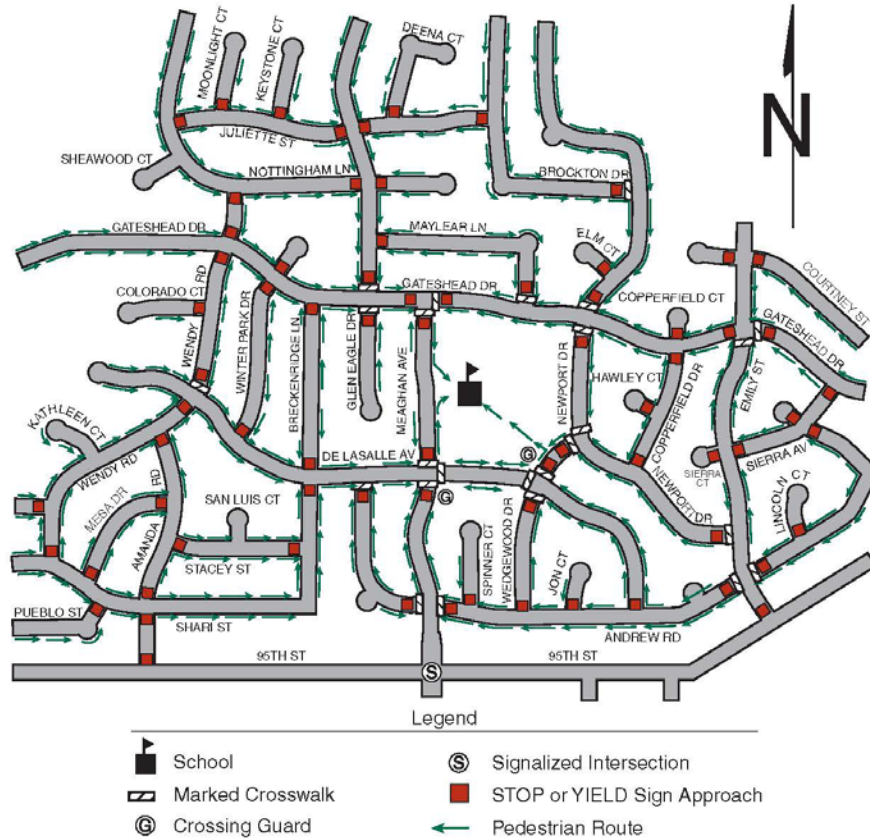 MOONLIGHT CT
KEYSTONE CT
DEENA CT
N
JULIETTE ST
SHEAWOOD CT
NOTTINGHAM LN
BROCKTON DR
GATESHEAD DR
MAYLEAR LN
ELM CT
COURTNEY ST
COLORADO CT
WENDY RD
WINTER PARK DR
GATESHEAD DR
COPPERFIELD CT
GATESHEAD DR
BRECKENRIDGE LN
GLEN EAGLE DR
MEAGHAN AVE
NEWPORT DR
HAWLEY CT
COPPERFIELD DR
EMILY ST
KATHLEEN CT
WENDY RD
DE LASALLE AV
G
SIERRA CT
SIERRA AV
MESA DR
AMANDA RD
SAN LUIS CT
G
NEWPORT DR
LINCOLN CT
STACEY ST
SPINNER CT
WEDGEWOOD DR
JON CT
PUEBLO ST
SHARI ST
ANDREW RD
95TH ST
S
95TH ST
Legend
School
S Signalized Intersection
Marked Crosswalk
STOP or YIELD Sign Approach
G Crossing Guard
Pedestrian Route